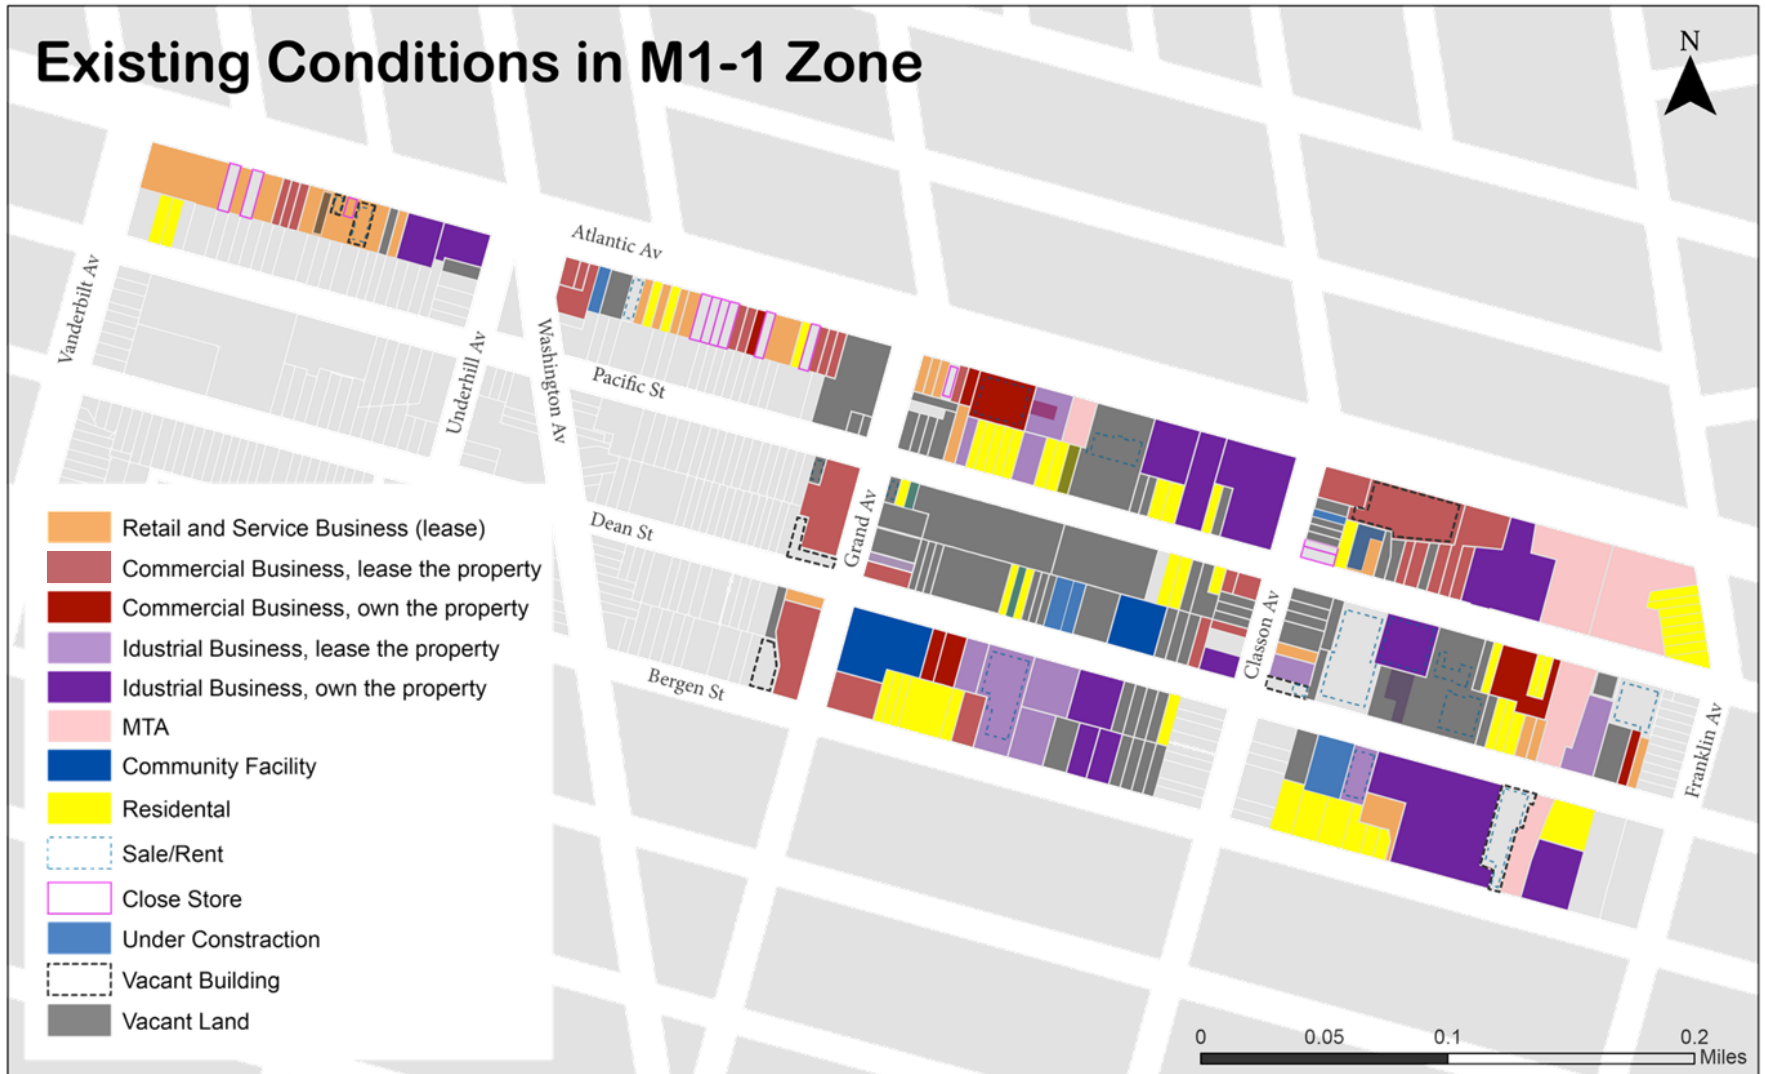 Existing Conditions in M1-1 Zone
N
Atlantic Av
Vanderbilt Av
Underhill Av
Washington Av
Pacific St
Grand Av
Dean St
Classon Av
Bergen St
Franklin Av
Retail and Service Business (lease)
Commercial Business, lease the property
Commercial Business, own the property
Idustrial Business, lease the property
Idustrial Business, own the property
MTA
Community Facility
Residental
Sale/Rent
Close Store
Under Constraction
Vacant Building
Vacant Land
0 0.05 0.1 0.2
Miles